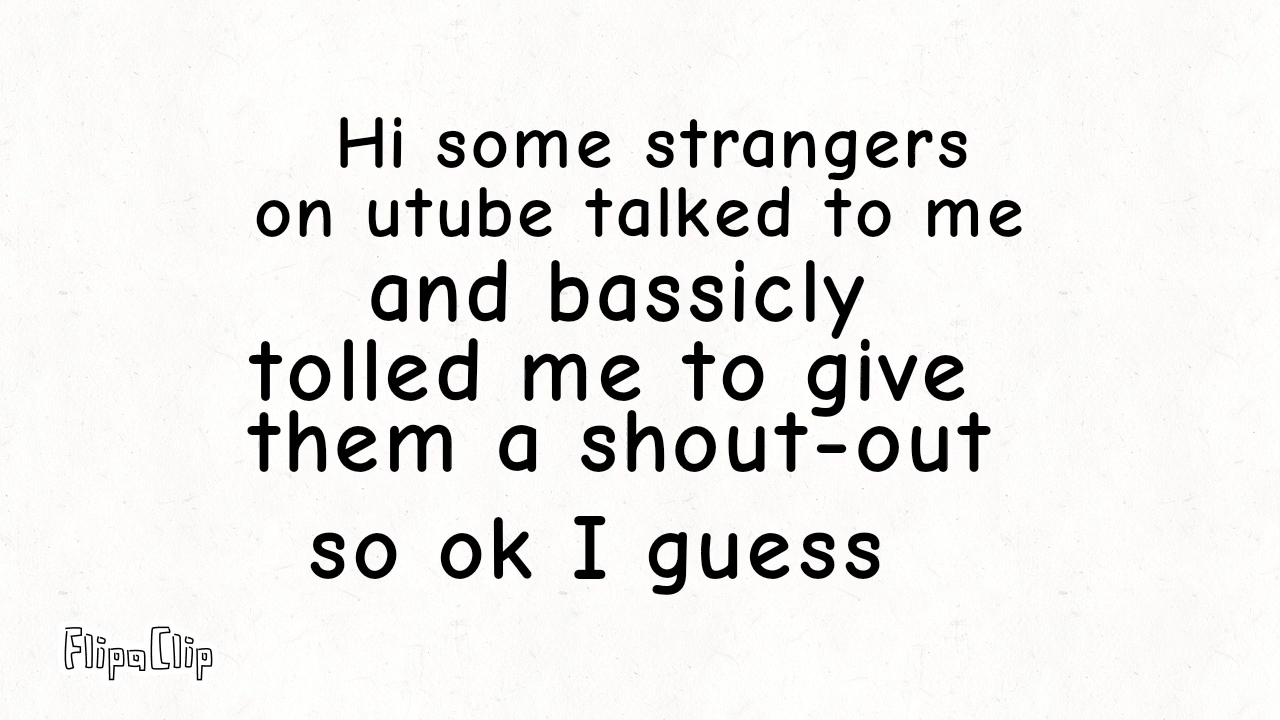 Hi some strangers
on utube talked to me
and bassicly
tolled me to give
them a shout-out
so ok I guess
FlipaClip